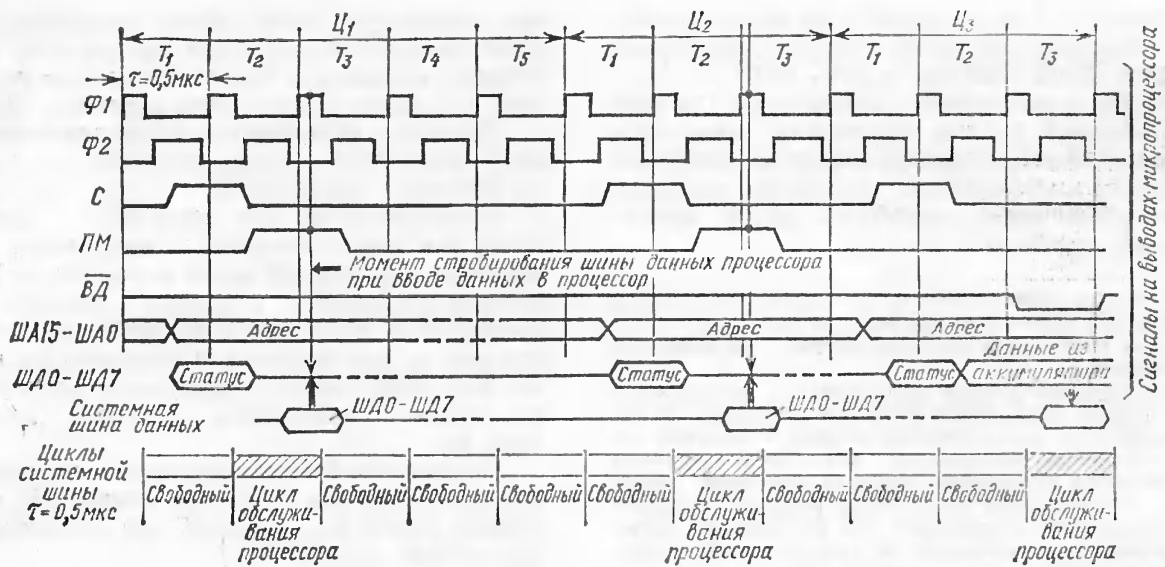 Ц1 Ц2 Ц3
T1 T2 T3 T4 T5 T1 T2 T3 T1 T2 T3
τ=0,5мкс
Ф1
Ф2
С
ПМ
Момент стробирования шины данных процессора
при вводе данных в процессор
ВД
ША15-ША0 Адрес Адрес Адрес
Данные из
аккумулятора
ШД0-ШД7 Статус Статус Статус
Системная
шина данных
ШД0-ШД7 ШД0-ШД7
Циклы
системной
шины
τ=0,5мкс
Свободный Цикл обслужи- Свободный Свободный Свободный Свободный Цикл обслужи- Свободный Свободный Свободный Цикл обслужи-
вания вания вания
процессора процессора процессора
Сигналы на выводах микропроцессора